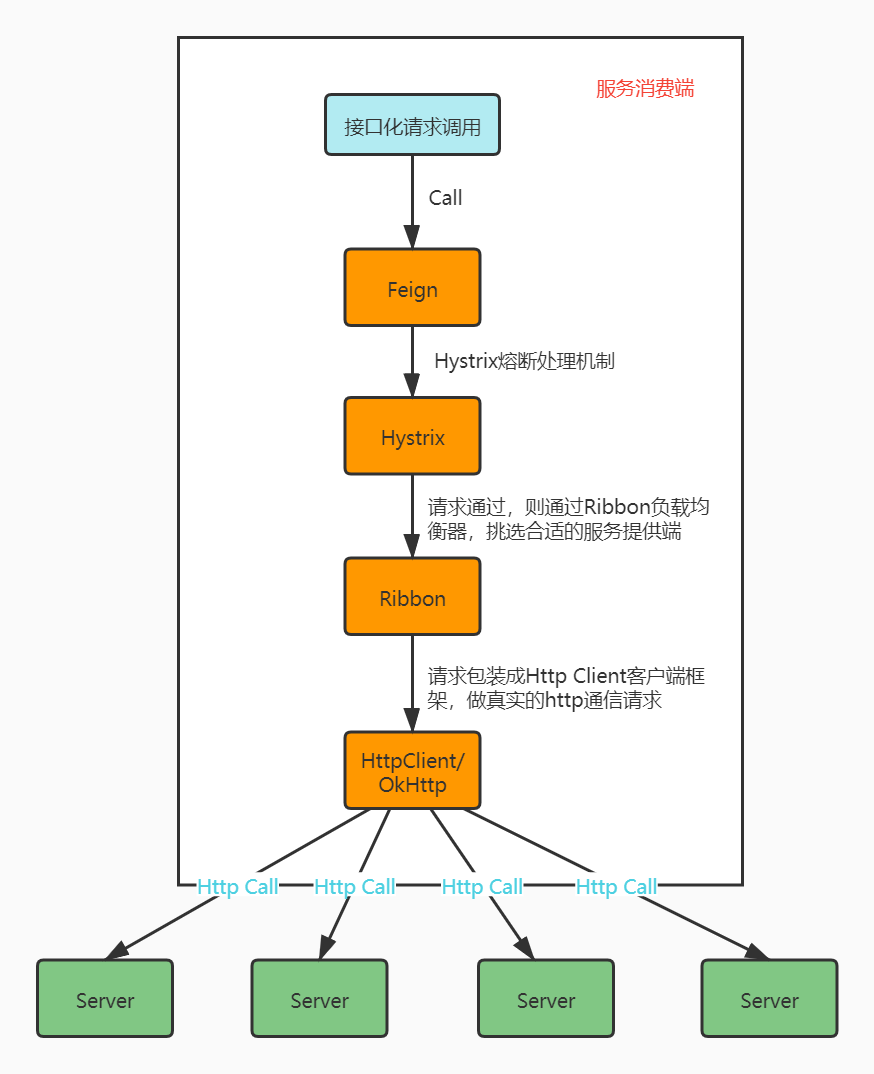 服务消费端
接口化请求调用
Call
Feign
Hystrix熔断处理机制
Hystrix
请求通过，则通过Ribbon负载均
衡器，挑选合适的服务提供端
Ribbon
请求包装成Http Client客户端框
架，做真实的http通信请求
HttpClient/
OkHttp
Http Call
Http Call
Http Call
Http Call
Server
Server
Server
Server